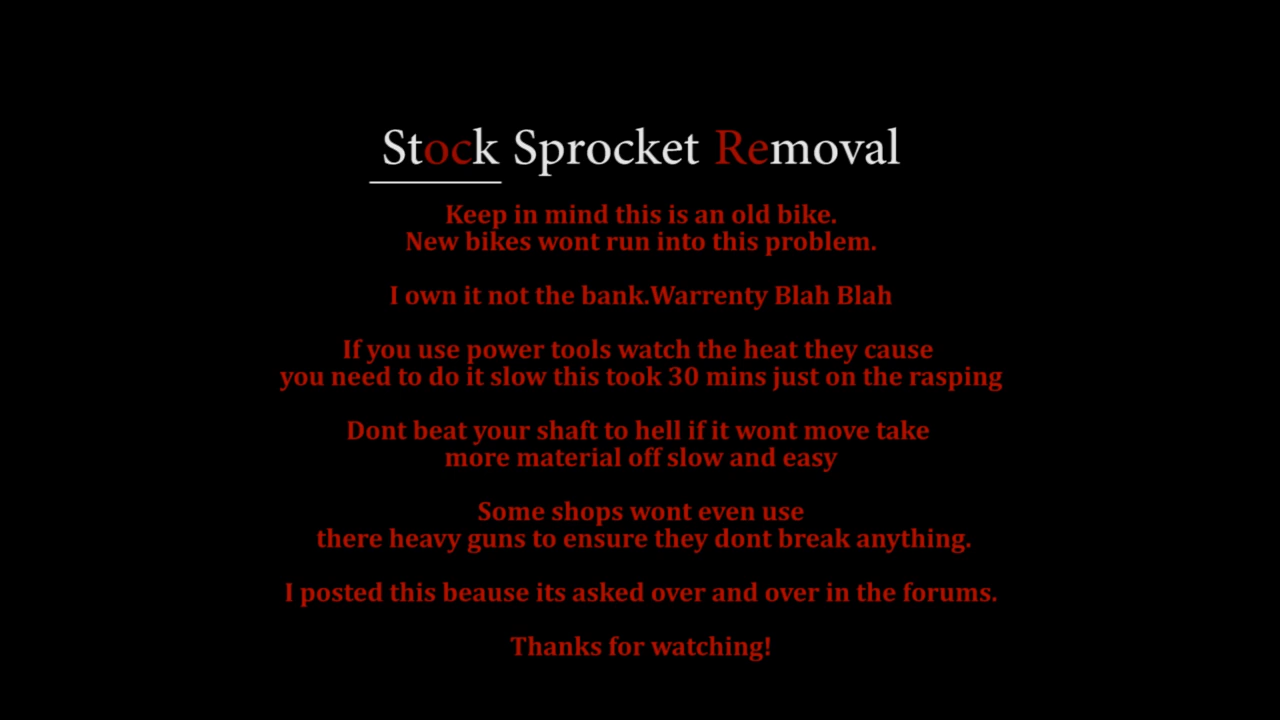 Stock Sprocket Removal
Keep in mind this is an old bike.
New bikes wont run into this problem.
I own it not the bank.Warrenty Blah Blah
If you use power tools watch the heat they cause
you need to do it slow this took 30 mins just on the rasping
Dont beat your shaft to hell if it wont move take
more material off slow and easy
Some shops wont even use
there heavy guns to ensure they dont break anything.
I posted this beause its asked over and over in the forums.
Thanks for watching!